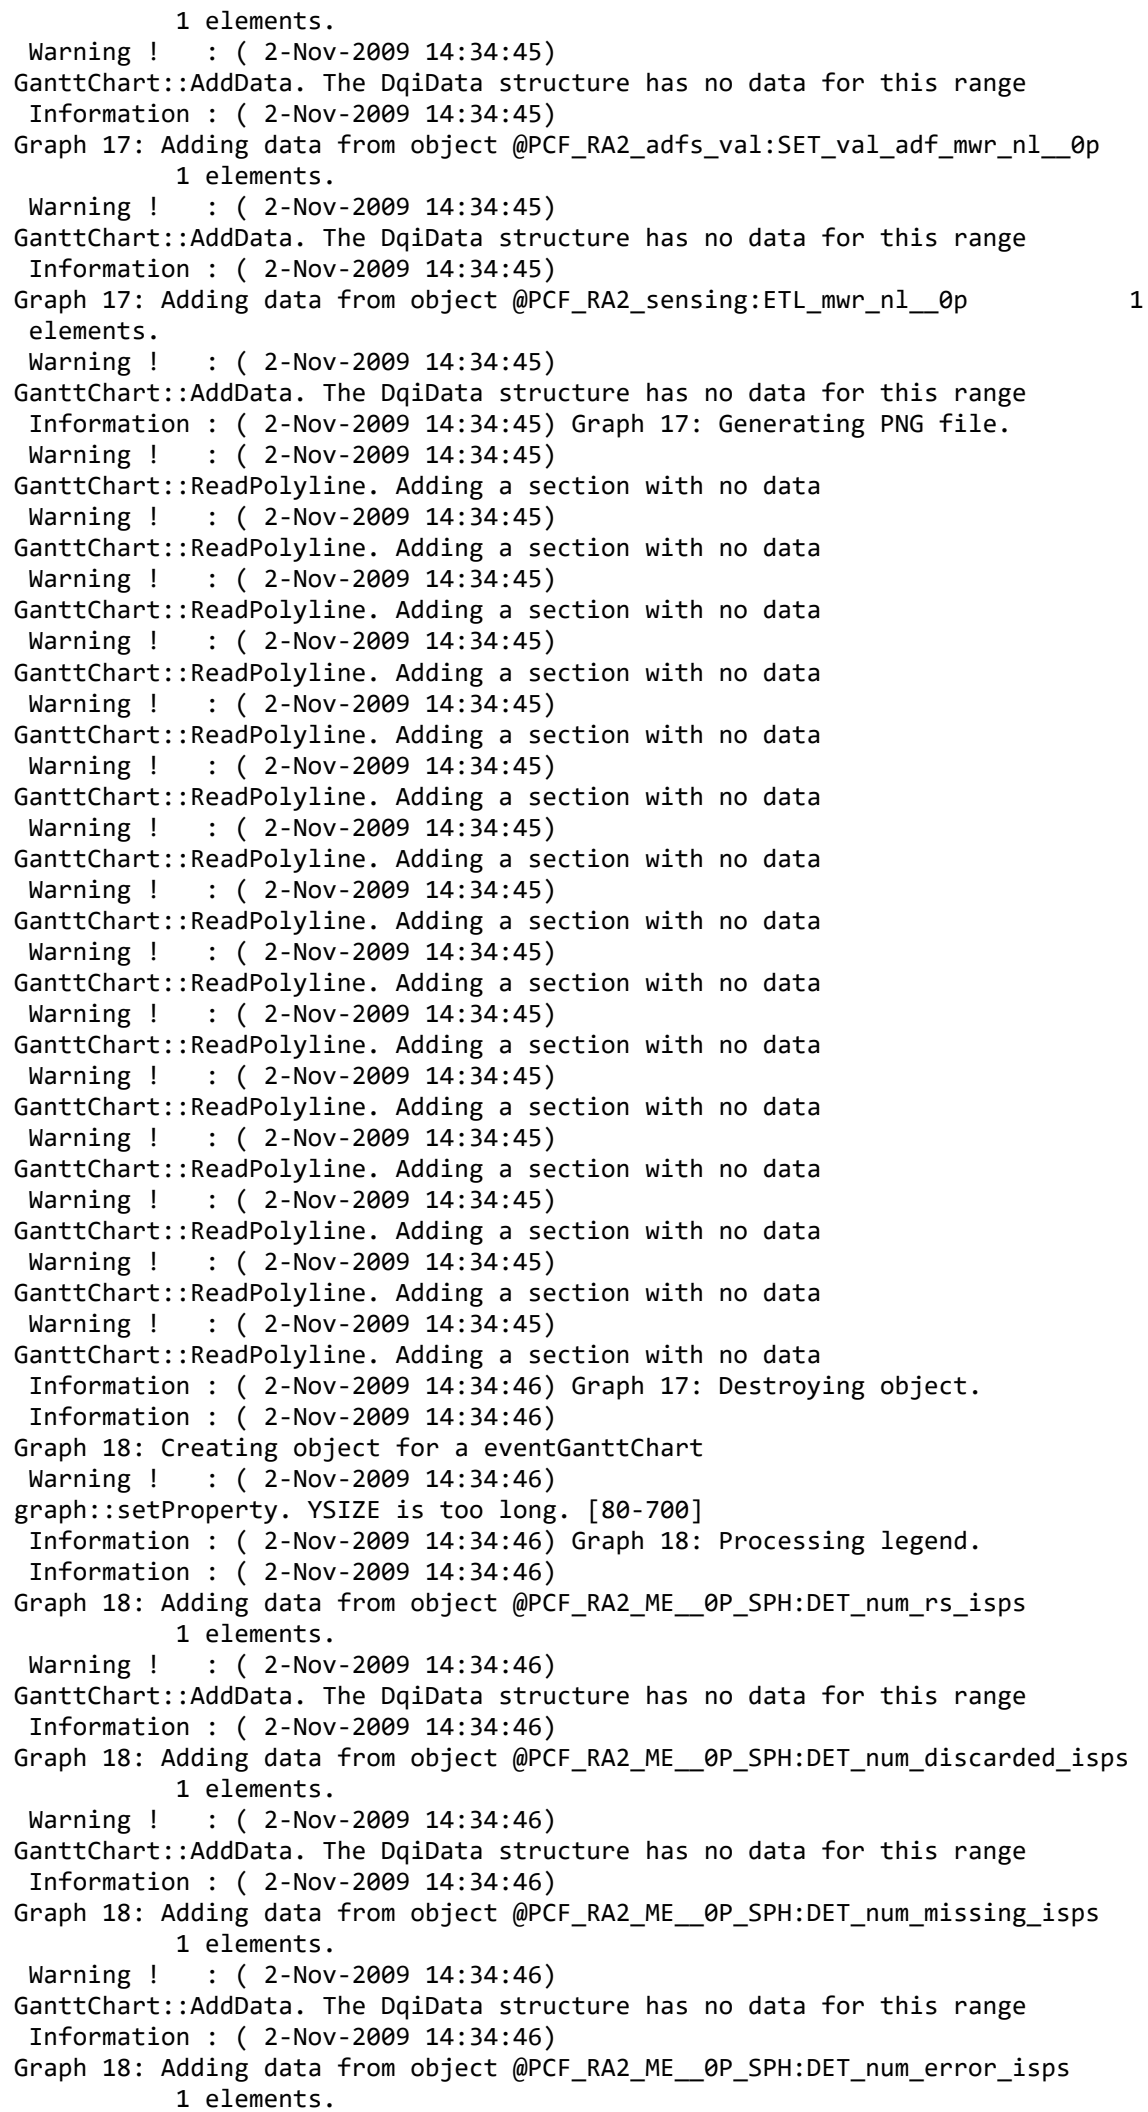 1 elements.
 Warning !   : ( 2-Nov-2009 14:34:45)
GanttChart::AddData. The DqiData structure has no data for this range
 Information : ( 2-Nov-2009 14:34:45)
Graph 17: Adding data from object @PCF_RA2_adfs_val:SET_val_adf_mwr_nl__0p
           1 elements.
 Warning !   : ( 2-Nov-2009 14:34:45)
GanttChart::AddData. The DqiData structure has no data for this range
 Information : ( 2-Nov-2009 14:34:45)
Graph 17: Adding data from object @PCF_RA2_sensing:ETL_mwr_nl__0p           1
 elements.
 Warning !   : ( 2-Nov-2009 14:34:45)
GanttChart::AddData. The DqiData structure has no data for this range
 Information : ( 2-Nov-2009 14:34:45) Graph 17: Generating PNG file.
 Warning !   : ( 2-Nov-2009 14:34:45)
GanttChart::ReadPolyline. Adding a section with no data
 Warning !   : ( 2-Nov-2009 14:34:45)
GanttChart::ReadPolyline. Adding a section with no data
 Warning !   : ( 2-Nov-2009 14:34:45)
GanttChart::ReadPolyline. Adding a section with no data
 Warning !   : ( 2-Nov-2009 14:34:45)
GanttChart::ReadPolyline. Adding a section with no data
 Warning !   : ( 2-Nov-2009 14:34:45)
GanttChart::ReadPolyline. Adding a section with no data
 Warning !   : ( 2-Nov-2009 14:34:45)
GanttChart::ReadPolyline. Adding a section with no data
 Warning !   : ( 2-Nov-2009 14:34:45)
GanttChart::ReadPolyline. Adding a section with no data
 Warning !   : ( 2-Nov-2009 14:34:45)
GanttChart::ReadPolyline. Adding a section with no data
 Warning !   : ( 2-Nov-2009 14:34:45)
GanttChart::ReadPolyline. Adding a section with no data
 Warning !   : ( 2-Nov-2009 14:34:45)
GanttChart::ReadPolyline. Adding a section with no data
 Warning !   : ( 2-Nov-2009 14:34:45)
GanttChart::ReadPolyline. Adding a section with no data
 Warning !   : ( 2-Nov-2009 14:34:45)
GanttChart::ReadPolyline. Adding a section with no data
 Warning !   : ( 2-Nov-2009 14:34:45)
GanttChart::ReadPolyline. Adding a section with no data
 Warning !   : ( 2-Nov-2009 14:34:45)
GanttChart::ReadPolyline. Adding a section with no data
 Warning !   : ( 2-Nov-2009 14:34:45)
GanttChart::ReadPolyline. Adding a section with no data
 Information : ( 2-Nov-2009 14:34:46) Graph 17: Destroying object.
 Information : ( 2-Nov-2009 14:34:46)
Graph 18: Creating object for a eventGanttChart
 Warning !   : ( 2-Nov-2009 14:34:46)
graph::setProperty. YSIZE is too long. [80-700]
 Information : ( 2-Nov-2009 14:34:46) Graph 18: Processing legend.
 Information : ( 2-Nov-2009 14:34:46)
Graph 18: Adding data from object @PCF_RA2_ME__0P_SPH:DET_num_rs_isps
           1 elements.
 Warning !   : ( 2-Nov-2009 14:34:46)
GanttChart::AddData. The DqiData structure has no data for this range
 Information : ( 2-Nov-2009 14:34:46)
Graph 18: Adding data from object @PCF_RA2_ME__0P_SPH:DET_num_discarded_isps
           1 elements.
 Warning !   : ( 2-Nov-2009 14:34:46)
GanttChart::AddData. The DqiData structure has no data for this range
 Information : ( 2-Nov-2009 14:34:46)
Graph 18: Adding data from object @PCF_RA2_ME__0P_SPH:DET_num_missing_isps
           1 elements.
 Warning !   : ( 2-Nov-2009 14:34:46)
GanttChart::AddData. The DqiData structure has no data for this range
 Information : ( 2-Nov-2009 14:34:46)
Graph 18: Adding data from object @PCF_RA2_ME__0P_SPH:DET_num_error_isps
           1 elements.